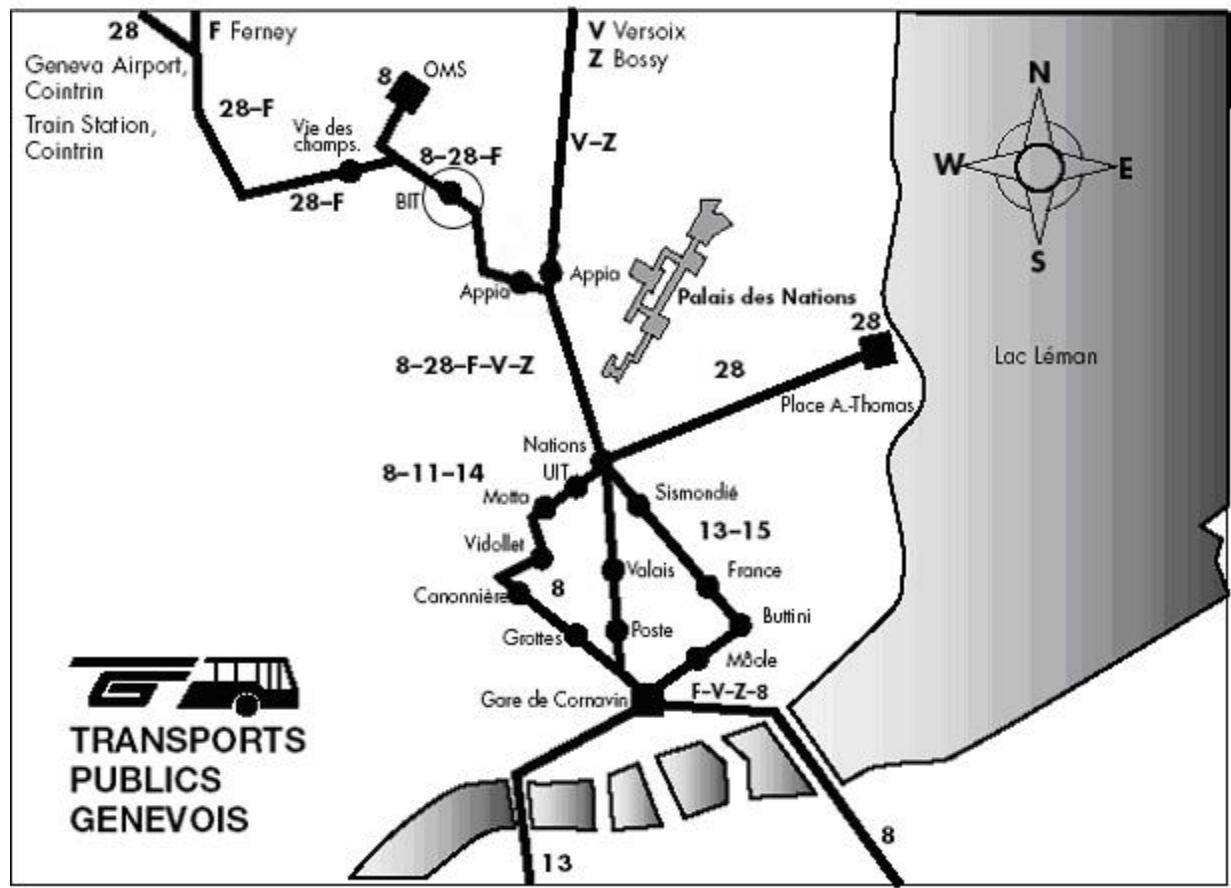 28
F Ferney
V Versoix
Z Bossy
Geneva Airport,
Cointrin
Train Station,
Cointrin
8
OMS
N
28-F
Vie des
champs.
8-28-F
V-Z
W
E
28-F
BIT
S
Appia
Appia
Palais des Nations
28
Lac Léman
8-28-F-V-Z
28
Place A.-Thomas
Nations
8-11-14
UIT
Motta
Sismondié
13-15
Vidollet
Valais
France
8
Canonnière
Buttini
Grottes
Poste
Môole
Gare de Cornavin
F-V-Z-8
TRANSPORTS
PUBLICS
GENEVOIS
13
8